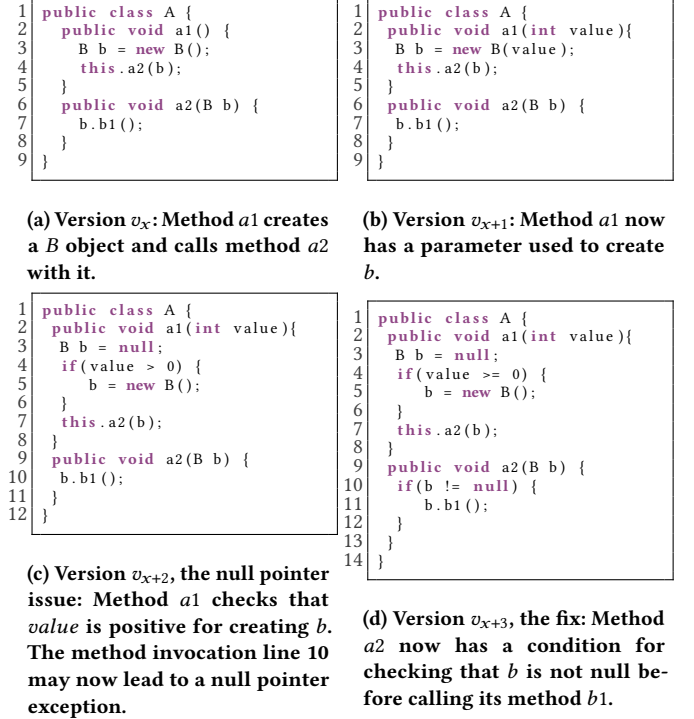 1 public class A {
2 public void a1() {
3 B b = new B();
4 this.a2(b);
5 }
6 public void a2(B b) {
7 b.b1();
8 }
9 }
(a) Version vx: Method a1 creates
a B object and calls method a2
with it.
1 public class A {
2 public void a1(int value){
3 B b = new B(value);
4 this.a2(b);
5 }
6 public void a2(B b) {
7 b.b1();
8 }
9 }
(b) Version vx+1: Method a1 now
has a parameter used to create
b.
1 public class A {
2 public void a1(int value){
3 B b = null;
4 if(value > 0) {
5 b = new B();
6 }
7 this.a2(b);
8 }
9 public void a2(B b) {
10 b.b1();
11 }
12 }
(c) Version vx+2, the null pointer
issue: Method a1 checks that
value is positive for creating b.
The method invocation line 10
may now lead to a null pointer
exception.
1 public class A {
2 public void a1(int value){
3 B b = null;
4 if(value >= 0) {
5 b = new B();
6 }
7 this.a2(b);
8 }
9 public void a2(B b) {
10 if(b != null) {
11 b.b1();
12 }
13 }
14 }
(d) Version vx+3, the fix: Method
a2 now has a condition for
checking that b is not null be-
fore calling its method b1.